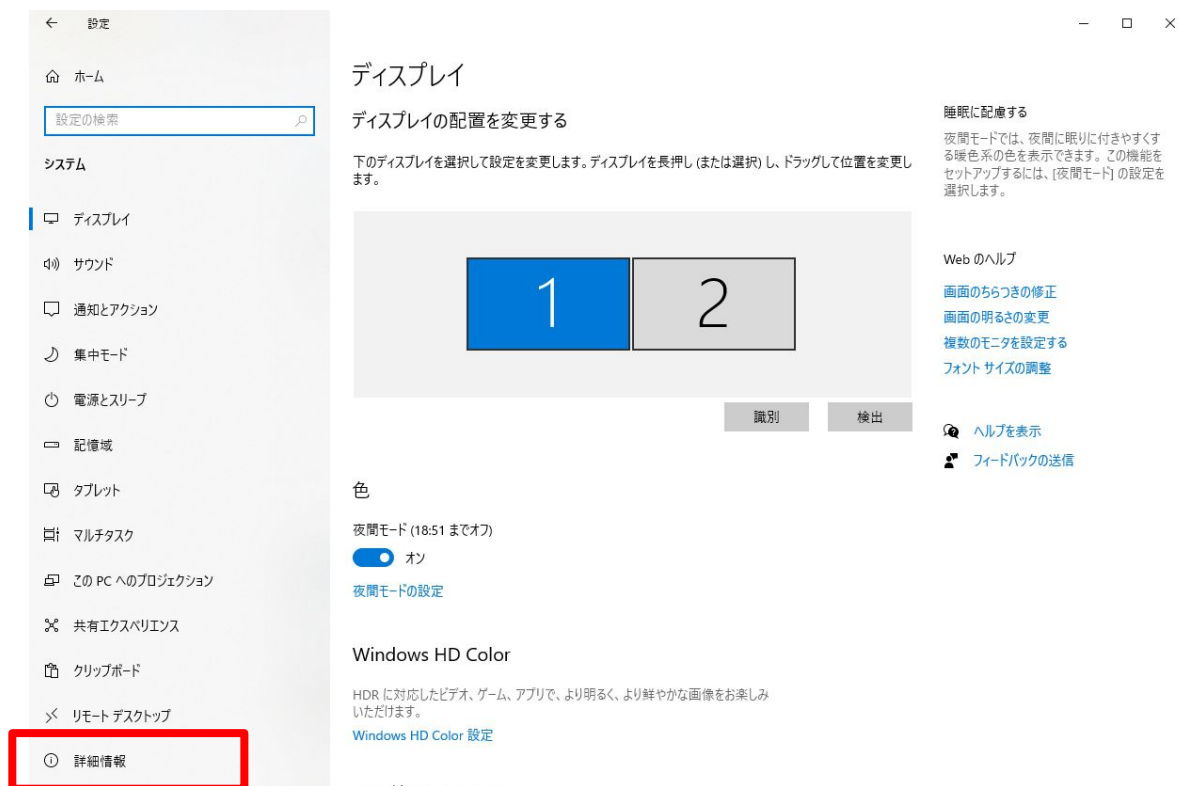 設定
ホーム
設定の検索
システム
ディスプレイ
サウンド
通知とアクション
集中モード
電源とスリープ
記憶域
タブレット
マルチタスク
この PC へのプロジェクション
共有エクスペリエンス
クリップボード
リモート デスクトップ
詳細情報
ディスプレイ
ディスプレイの配置を変更する
下のディスプレイを選択して設定を変更します。ディスプレイを長押し (または選択) し、ドラッグして位置を変更し
ます。
1
2
識別
検出
色
夜間モード (18:51 までオフ)
オン
夜間モードの設定
Windows HD Color
HDR に対応したビデオ、ゲーム、アプリで、より明るく、より鮮やかな画像をお楽しみ
いただけます。
Windows HD Color 設定
睡眠に配慮する
夜間モードでは、夜間に眠りに付きやすくす
る暖色系の色を表示できます。この機能を
セットアップするには、[夜間モード] の設定を
選択します。
Web のヘルプ
画面のちらつきの修正
画面の明るさの変更
複数のモニタを設定する
フォント サイズの調整
ヘルプを表示
フィードバックの送信